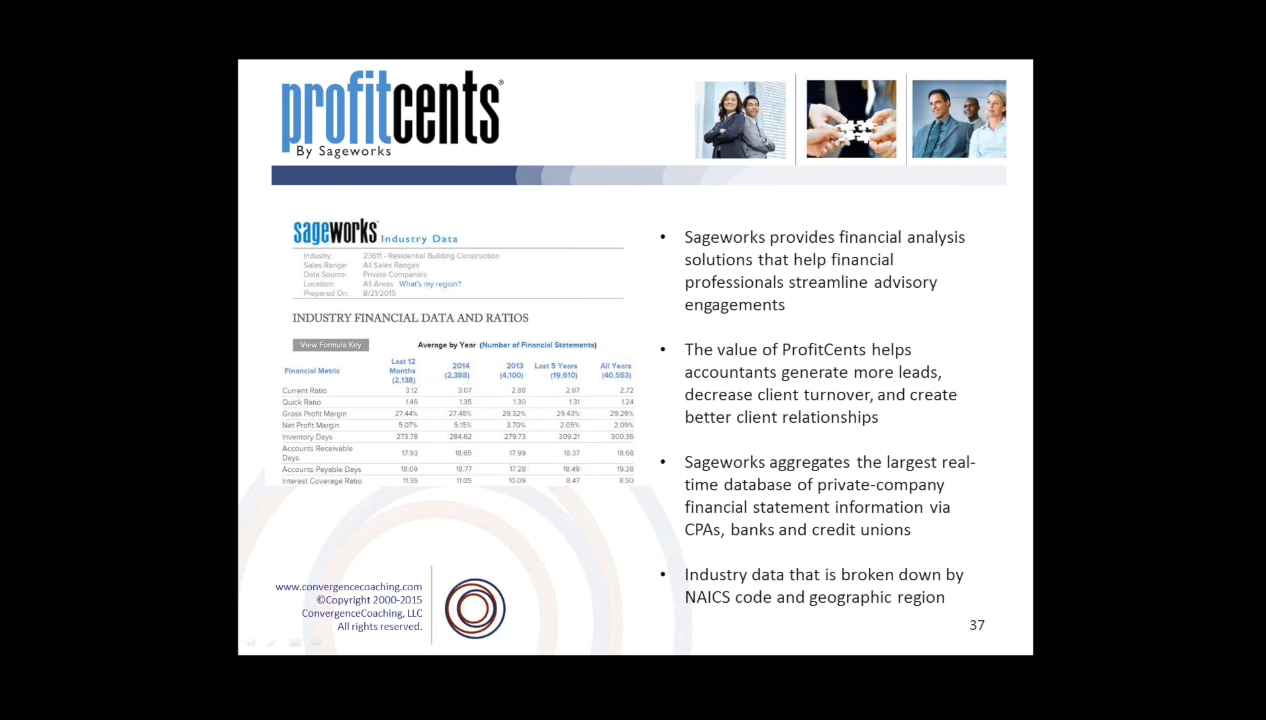 profitcents®
By Sageworks
sageworks Industry Data
Industry: 23611 - Residential Building Construction
Sales Range: All Sales Ranges
Data Source: Private Companies
Location: All Areas What's my region?
Prepared On: 8/21/2015
INDUSTRY FINANCIAL DATA AND RATIOS
View Formula Key Average by Year (Number of Financial Statements)
Financial Metric Last 12 Months (2,138) 2014 (2,388) 2013 (4,100) Last 5 Years (19,610) All Years (40,553)
Current Ratio 3.12 3.07 2.88 2.87 2.72
Quick Ratio 1.46 1.35 1.30 1.31 1.24
Gross Profit Margin 27.44% 27.48% 29.32% 29.43% 29.26%
Net Profit Margin 5.07% 5.15% 3.70% 2.05% 2.09%
Inventory Days 273.78 284.62 279.73 309.21 300.36
Accounts Receivable Days 17.93 18.65 17.99 18.37 18.68
Accounts Payable Days 18.09 18.77 17.28 18.49 19.28
Interest Coverage Ratio 11.36 11.05 10.09 8.47 8.50
• Sageworks provides financial analysis
solutions that help financial
professionals streamline advisory
engagements
• The value of ProfitCents helps
accountants generate more leads,
decrease client turnover, and create
better client relationships
• Sageworks aggregates the largest real-
time database of private-company
financial statement information via
CPAs, banks and credit unions
• Industry data that is broken down by
NAICS code and geographic region
www.convergencecoaching.com
©Copyright 2000-2015
ConvergenceCoaching, LLC
All rights reserved.
37